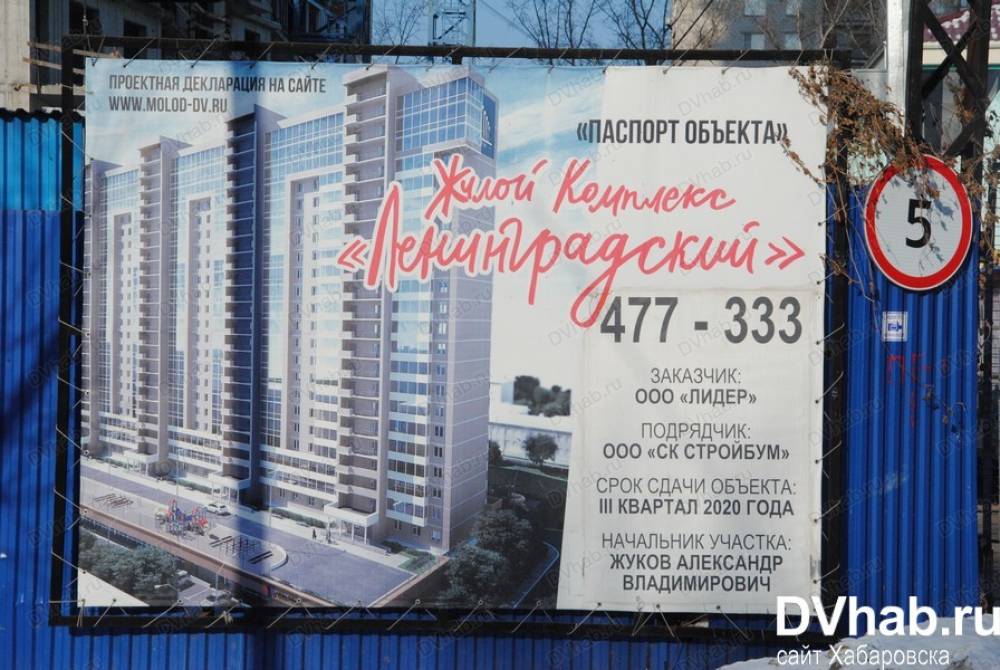 ПРОЕКТНАЯ ДЕКЛАРАЦИЯ НА САЙТЕ
WWW.MOLOD-DV.RU
«ПАСПОРТ ОБЪЕКТА»
Жилой Комплекс
«Ленинградский»
477 - 333
ЗАКАЗЧИК:
ООО «ЛИДЕР»
ПОДРЯДЧИК:
ООО «СК СТРОЙБУМ»
СРОК СДАЧИ ОБЪЕКТА:
III КВАРТАЛ 2020 ГОДА
НАЧАЛЬНИК УЧАСТКА:
ЖУКОВ АЛЕКСАНДР
ВЛАДИМИРОВИЧ
5
DVhab.ru
сайт Хабаровска